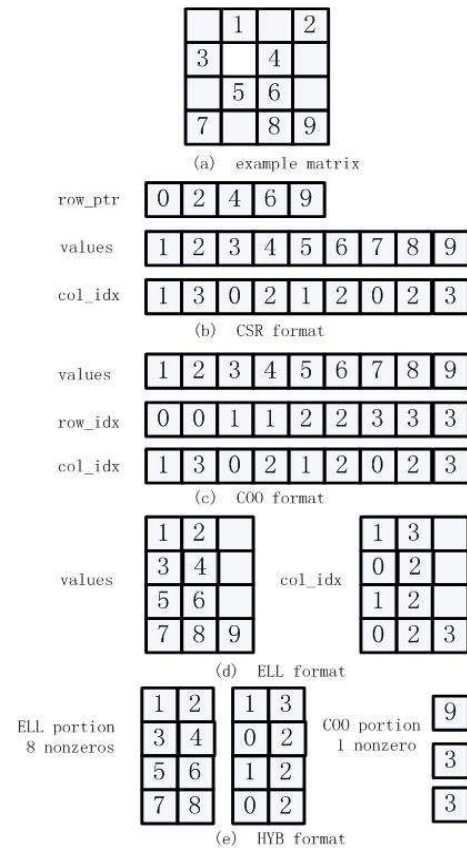 1 2
3 4
5 6
7 8 9
(a) example matrix
row_ptr 0 2 4 6 9
values 1 2 3 4 5 6 7 8 9
col_idx 1 3 0 2 1 2 0 2 3
(b) CSR format
values 1 2 3 4 5 6 7 8 9
row_idx 0 0 1 1 2 2 3 3 3
col_idx 1 3 0 2 1 2 0 2 3
(c) COO format
values
1 2
3 4
5 6
7 8 9
col_idx
1 3
0 2
1 2
0 2 3
(d) ELL format
ELL portion
8 nonzeros
1 2
3 4
5 6
7 8
1 3
0 2
1 2
0 2
COO portion
1 nonzero
9
3
3
(e) HYB format